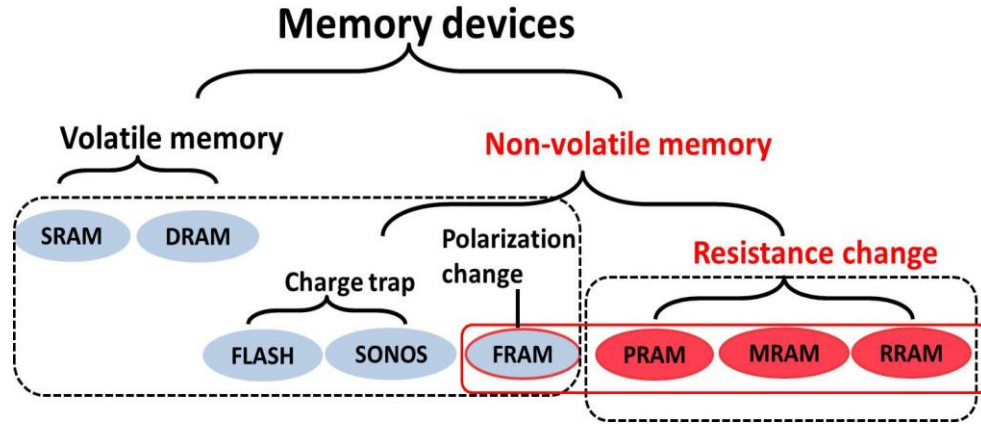 Memory devices
Volatile memory
Non-volatile memory
SRAM
DRAM
Polarization
change
Resistance change
Charge trap
FLASH
SONOS
FRAM
PRAM
MRAM
RRAM